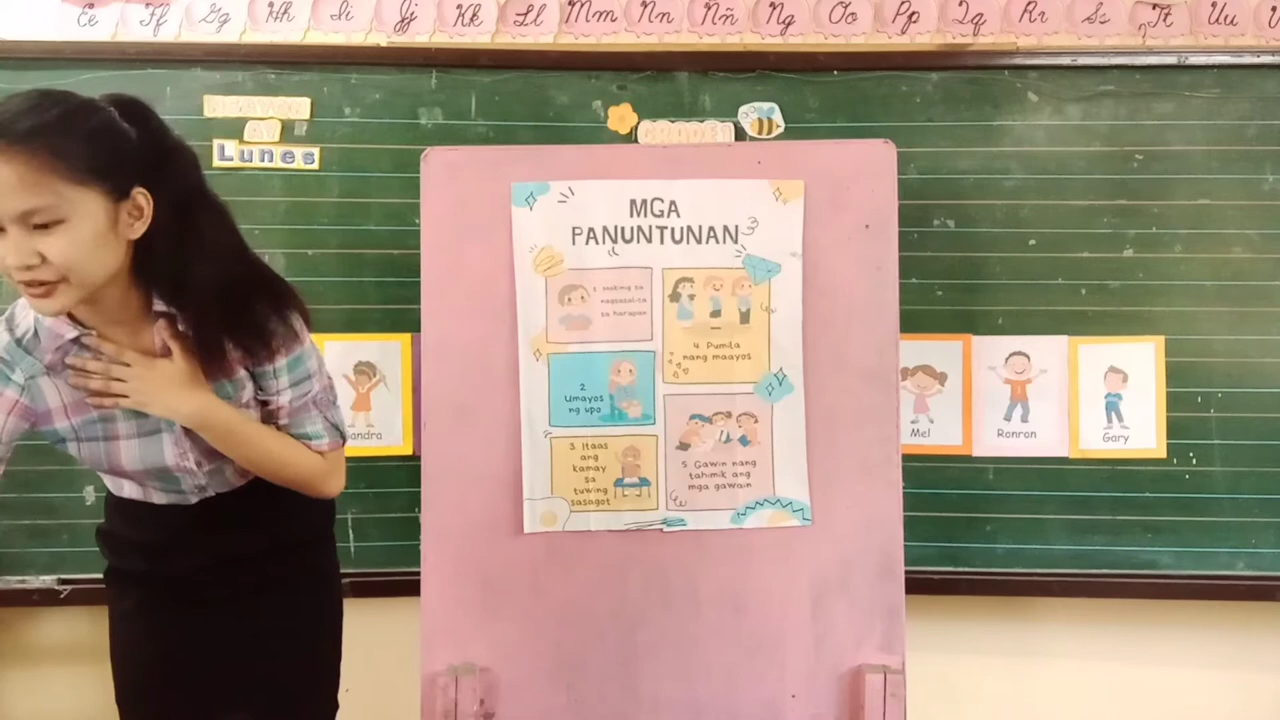 Ee Ff Gg Hh Ii Jj Kk Ll Mm Nn Ññ Ng Oo Pp Qq Rr Ss Tt Uu
NGAYON
AY
Lunes
GRADE 1
MGA
PANUNTUNAN
1 Making sa
nagsasalita
sa harapan
2
Umayos
ng upo
3 Itaas
ang
kamay
sa
tuwing
sasagot
4 Pumila
nang maayos
5 Gawin nang
tahimik ang
mga gawain
andra
Mel
Ronron
Gary